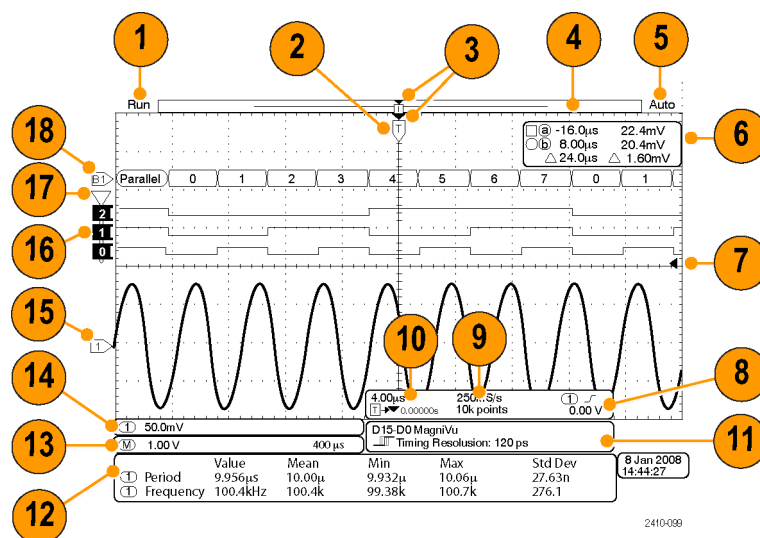 1
2
3
4
5
Run
Auto
6
a -16.0μs 22.4mV
b 8.00μs 20.4mV
△ 24.0μs △ 1.60mV
T
18
B1
Parallel 0 1 2 3 4 5 6 7 0 1
17
2
16
1
0
7
15
1
10
9
8
4.00μs 250MS/s 1
T 0.00000s 10k points 0.00 V
14
1 50.0mV
13
M 1.00 V 400 μs
D15-D0 MagniVu
Timing Resolusion: 120 ps
11
12
Value Mean Min Max Std Dev
1 Period 9.956μs 10.00μ 9.932μ 10.06μ 27.63n
1 Frequency 100.4kHz 100.4k 99.38k 100.7k 276.1
8 Jan 2008
14:44:27
2410-099